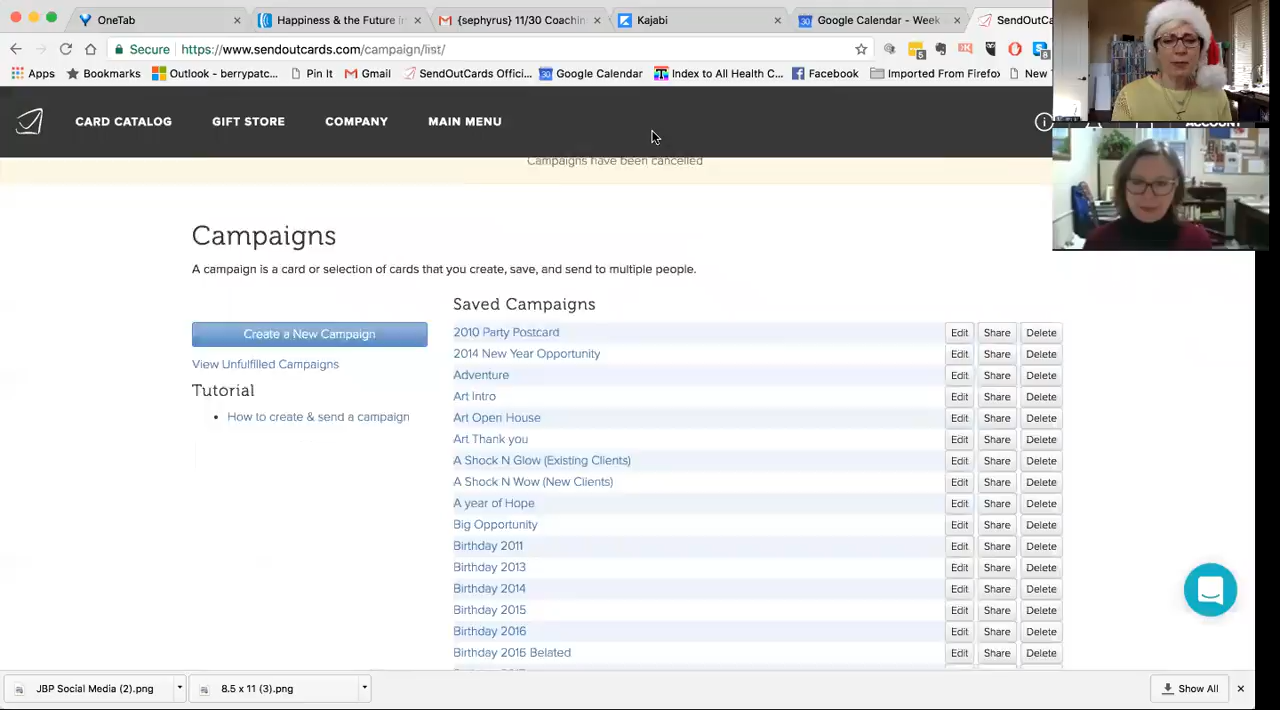 OneTab
Happiness & the Future i
{sephyrus} 11/30 Coachin
Kajabi
Google Calendar - Week
SendOutCa
Secure
https://www.sendoutcards.com/campaign/list/
Apps
Bookmarks
Outlook - berrypatc...
Pin It
Gmail
SendOutCards Offici...
Google Calendar
Index to All Health C...
Facebook
Imported From Firefox
New
CARD CATALOG
GIFT STORE
COMPANY
MAIN MENU
ACCOUNT
Campaigns have been cancelled
Campaigns
A campaign is a card or selection of cards that you create, save, and send to multiple people.
Create a New Campaign
View Unfulfilled Campaigns
Tutorial
How to create & send a campaign
Saved Campaigns
2010 Party Postcard Edit Share Delete
2014 New Year Opportunity Edit Share Delete
Adventure Edit Share Delete
Art Intro Edit Share Delete
Art Open House Edit Share Delete
Art Thank you Edit Share Delete
A Shock N Glow (Existing Clients) Edit Share Delete
A Shock N Wow (New Clients) Edit Share Delete
A year of Hope Edit Share Delete
Big Opportunity Edit Share Delete
Birthday 2011 Edit Share Delete
Birthday 2013 Edit Share Delete
Birthday 2014 Edit Share Delete
Birthday 2015 Edit Share Delete
Birthday 2016 Edit Share Delete
Birthday 2016 Belated Edit Share Delete
JBP Social Media (2).png
8.5 x 11 (3).png
Show All